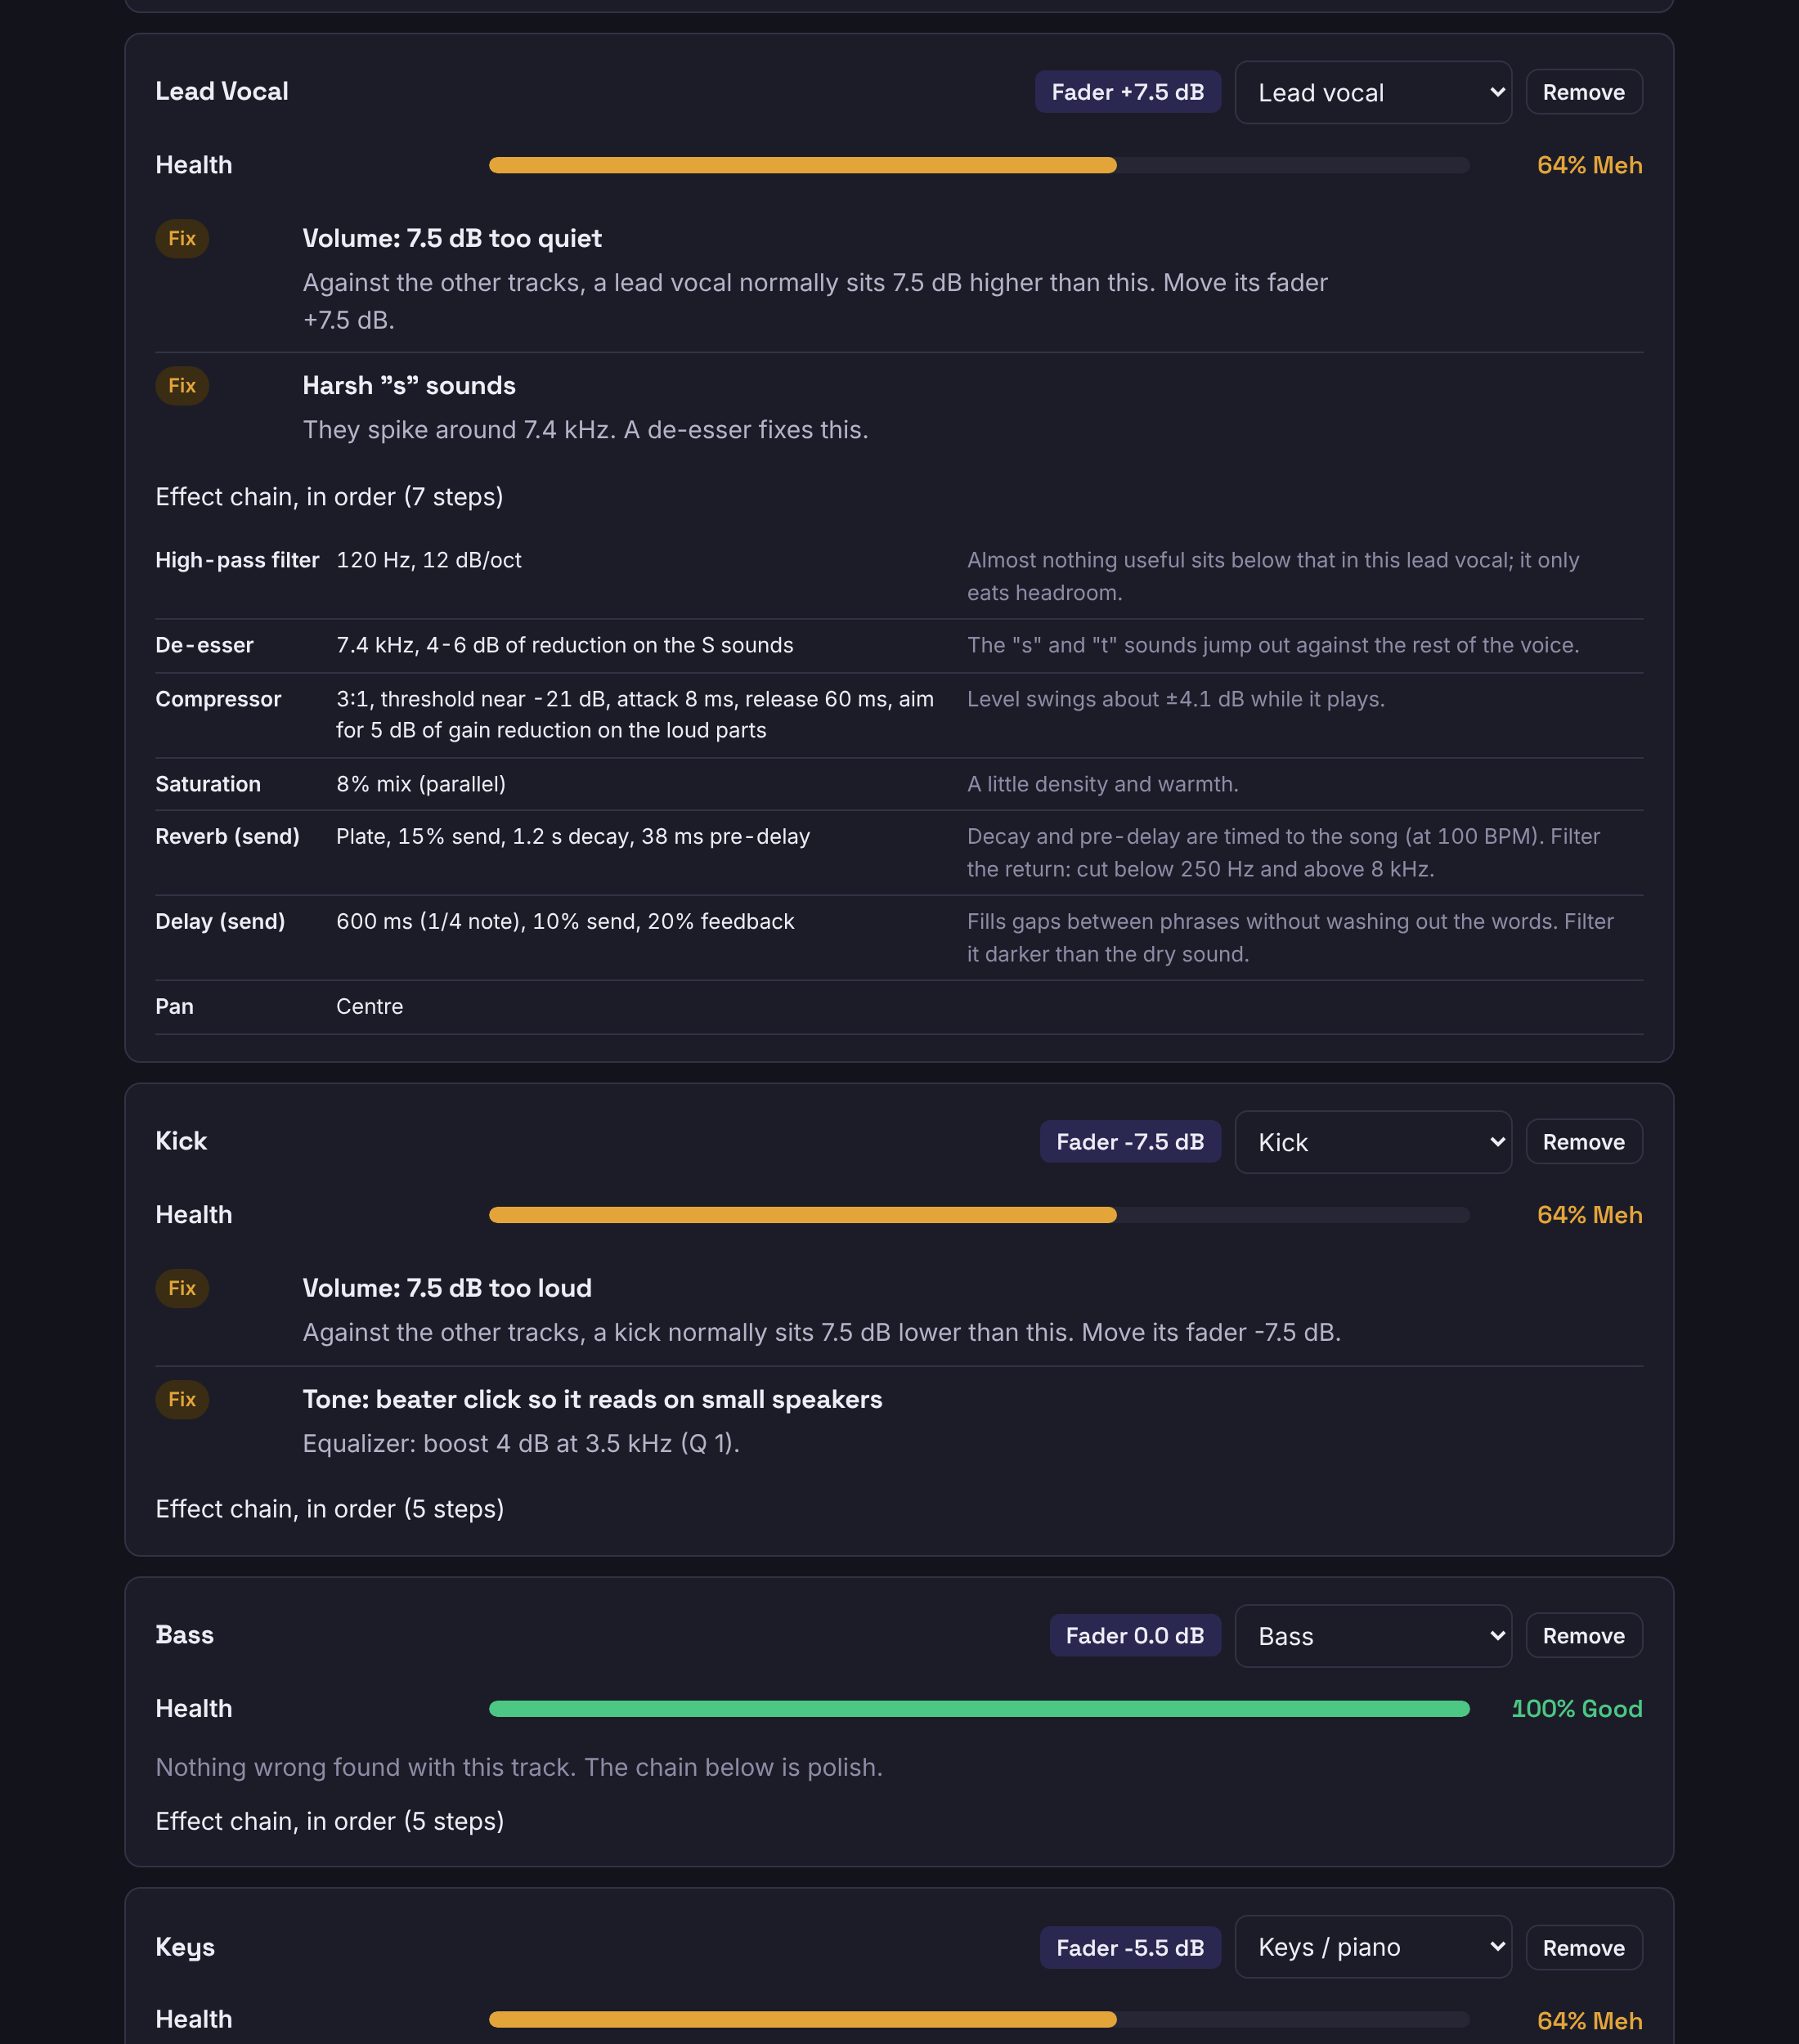 Lead Vocal
Fader +7.5 dB
Lead vocal
Remove
Health
64% Meh
Fix
Volume: 7.5 dB too quiet
Against the other tracks, a lead vocal normally sits 7.5 dB higher than this. Move its fader
+7.5 dB.
Fix
Harsh ”s” sounds
They spike around 7.4 kHz. A de-esser fixes this.
Effect chain, in order (7 steps)
High-pass filter
120 Hz, 12 dB/oct
Almost nothing useful sits below that in this lead vocal; it only
eats headroom.
De-esser
7.4 kHz, 4-6 dB of reduction on the S sounds
The "s" and "t" sounds jump out against the rest of the voice.
Compressor
3:1, threshold near -21 dB, attack 8 ms, release 60 ms, aim
for 5 dB of gain reduction on the loud parts
Level swings about ±4.1 dB while it plays.
Saturation
8% mix (parallel)
A little density and warmth.
Reverb (send)
Plate, 15% send, 1.2 s decay, 38 ms pre-delay
Decay and pre-delay are timed to the song (at 100 BPM). Filter
the return: cut below 250 Hz and above 8 kHz.
Delay (send)
600 ms (1/4 note), 10% send, 20% feedback
Fills gaps between phrases without washing out the words. Filter
it darker than the dry sound.
Pan
Centre
Kick
Fader -7.5 dB
Kick
Remove
Health
64% Meh
Fix
Volume: 7.5 dB too loud
Against the other tracks, a kick normally sits 7.5 dB lower than this. Move its fader -7.5 dB.
Fix
Tone: beater click so it reads on small speakers
Equalizer: boost 4 dB at 3.5 kHz (Q 1).
Effect chain, in order (5 steps)
Bass
Fader 0.0 dB
Bass
Remove
Health
100% Good
Nothing wrong found with this track. The chain below is polish.
Effect chain, in order (5 steps)
Keys
Fader -5.5 dB
Keys / piano
Remove
Health
64% Meh